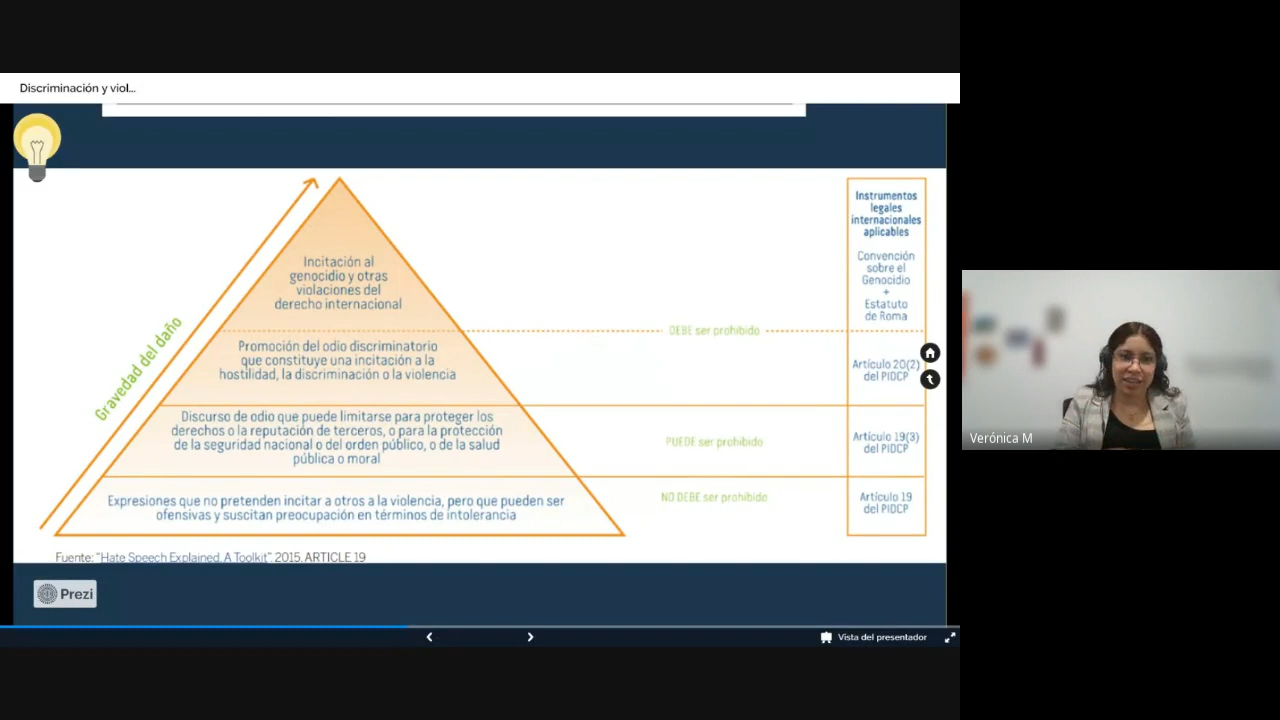 Discriminación y viol...
Gravedad del daño
Incitación al
genocidio y otras
violaciones del
derecho internacional
Promoción del odio discriminatorio
que constituye una incitación a la
hostilidad, la discriminación o la violencia
Discurso de odio que puede limitarse para proteger los
derechos o la reputación de terceros, o para la protección
de la seguridad nacional o del orden público, o de la salud
pública o moral
Expresiones que no pretenden incitar a otros a la violencia, pero que pueden ser
ofensivas y suscitan preocupación en términos de intolerancia
DEBE ser prohibido
PUEDE ser prohibido
NO DEBE ser prohibido
Instrumentos
legales
internacionales
aplicables
Convención
sobre el
Genocidio
+
Estatuto
de Roma
Artículo 20(2)
del PIDCP
Artículo 19(3)
del PIDCP
Artículo 19
del PIDCP
Fuente: "Hate Speech Explained. A Toolkit" 2015. ARTICLE 19
Prezi
Vista del presentador
Verónica M